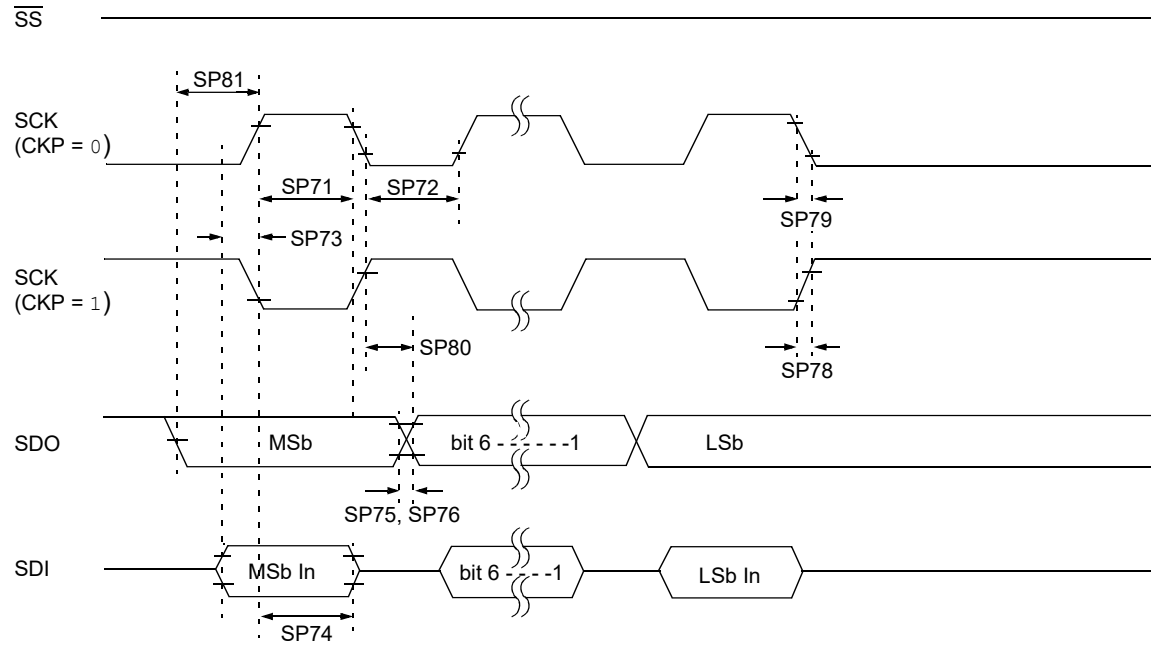 SS
SP81
SCK
(CKP = 0)
SP71
SP72
SP79
SP73
SCK
(CKP = 1)
SP80
SP78
SDO
MSb
bit 6 - - - - - - -1
LSb
SP75, SP76
SDI
MSb In
bit 6 - - - - -1
LSb In
SP74